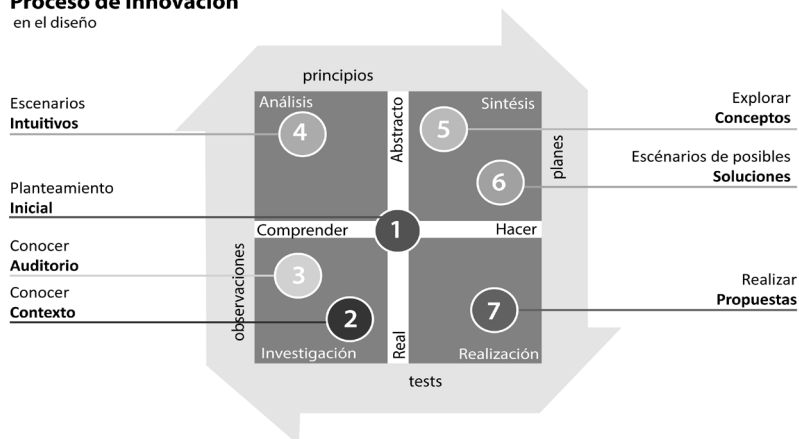 Proceso de Innovación
en el diseño
principios
Análisis
Abstracto
Sintésis
Escenarios
Intuitivos
4
5
Explorar
Conceptos
6
Escénarios de posibles
Soluciones
planes
Planteamiento
Inicial
1
Comprender
Hacer
Conocer
Auditorio
3
observaciones
Conocer
Contexto
2
7
Realizar
Propuestas
Investigación
Real
Realización
tests